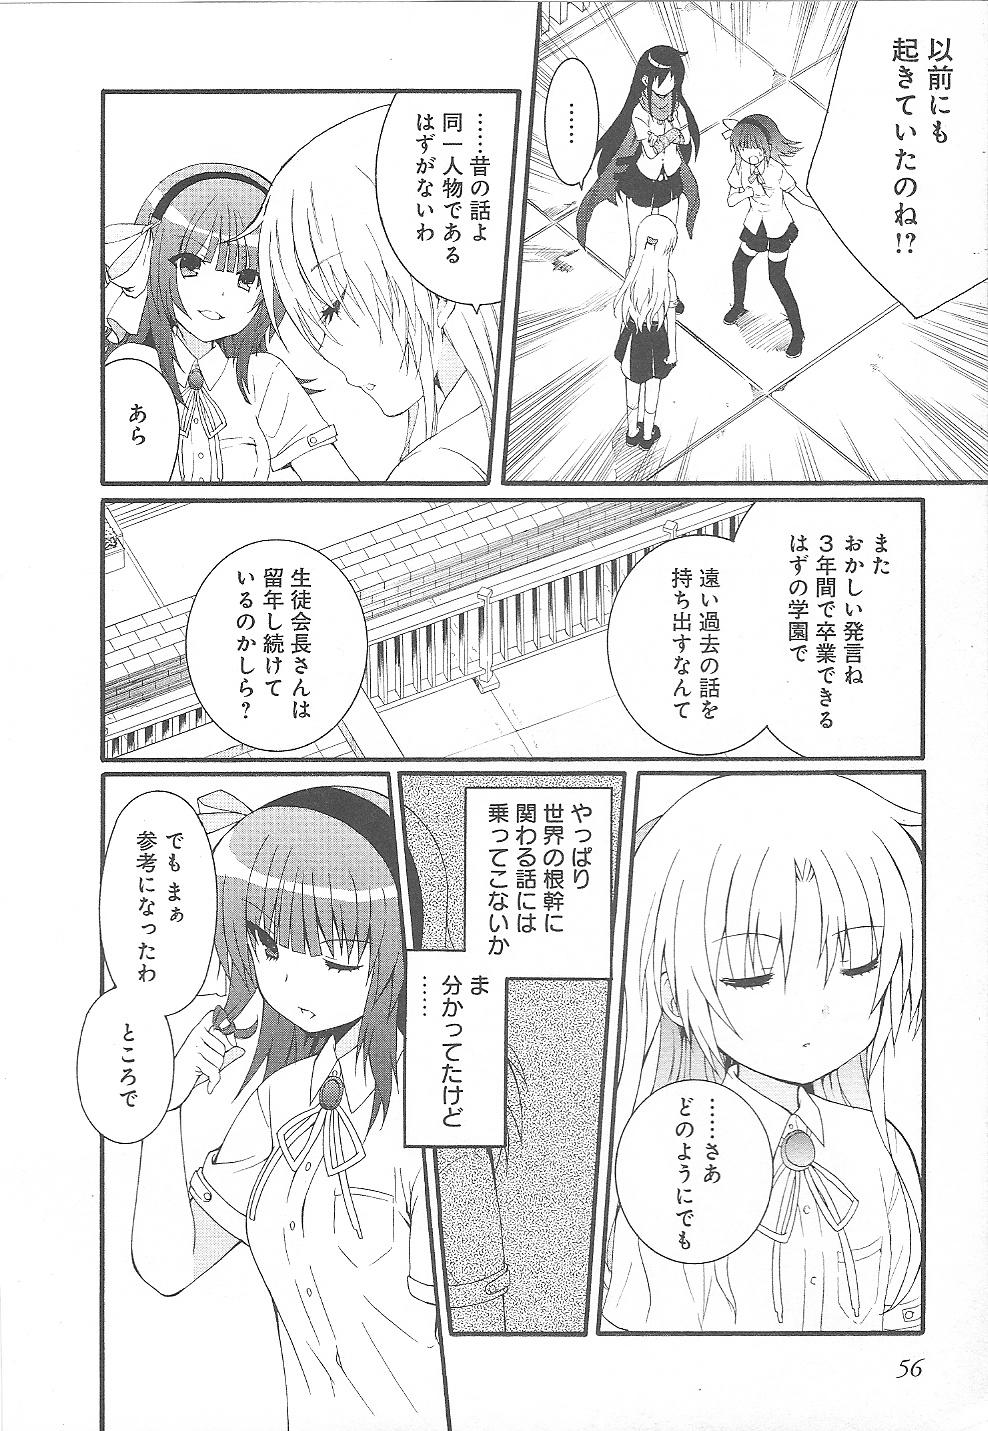 以前にも
起きていたのね!?
……
……昔の話よ
同一人物である
はずがないわ
あら
また
おかしい発言ね
3年間で卒業できる
はずの学園で
遠い過去の話を
持ち出すなんて
生徒会長さんは
留年し続けて
いるのかしら?
……さあ
どのようにでも
やっぱり
世界の根幹に
関わる話には
乗ってこないか
ま
分かってたけど
……
でも まぁ
参考になったわ
ところで
56